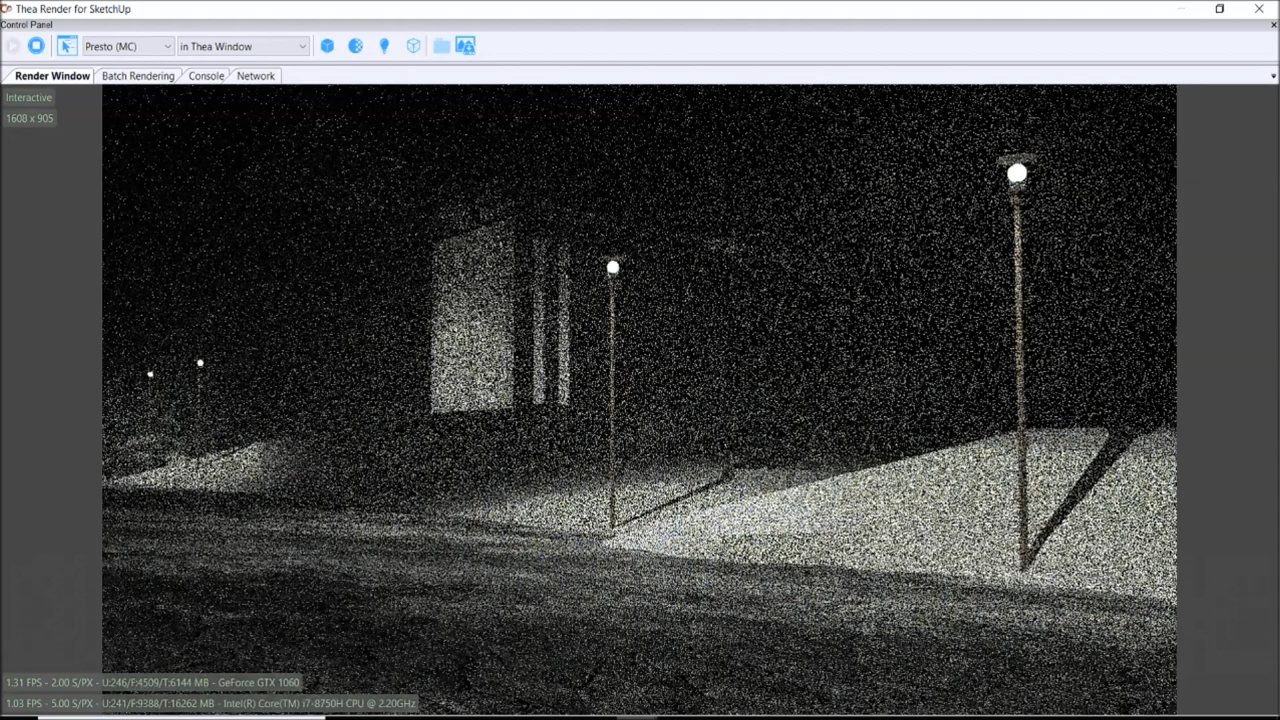 Thea Render for SketchUp
Control Panel
Presto (MC) in Thea Window
Render Window Batch Rendering Console Network
Interactive
1608 x 905
1.31 FPS - 2.00 S/PX - U:246/F:4509/T:6144 MB - GeForce GTX 1060
1.03 FPS - 5.00 S/PX - U:241/F:9388/T:16262 MB - Intel(R) Core(TM) i7-8750H CPU @ 2.20GHz